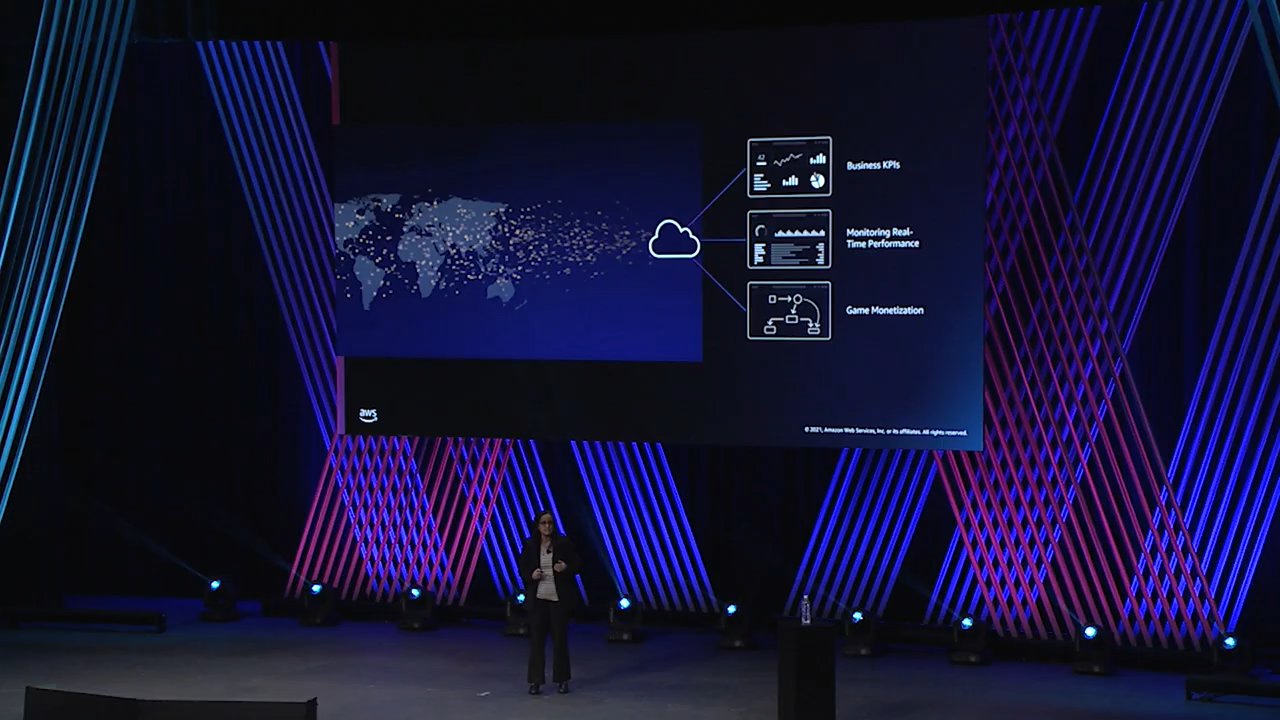 42
Business KPIs
Monitoring Real-
Time Performance
Game Monetization
aws
© 2021, Amazon Web Services, Inc. or its affiliates. All rights reserved.